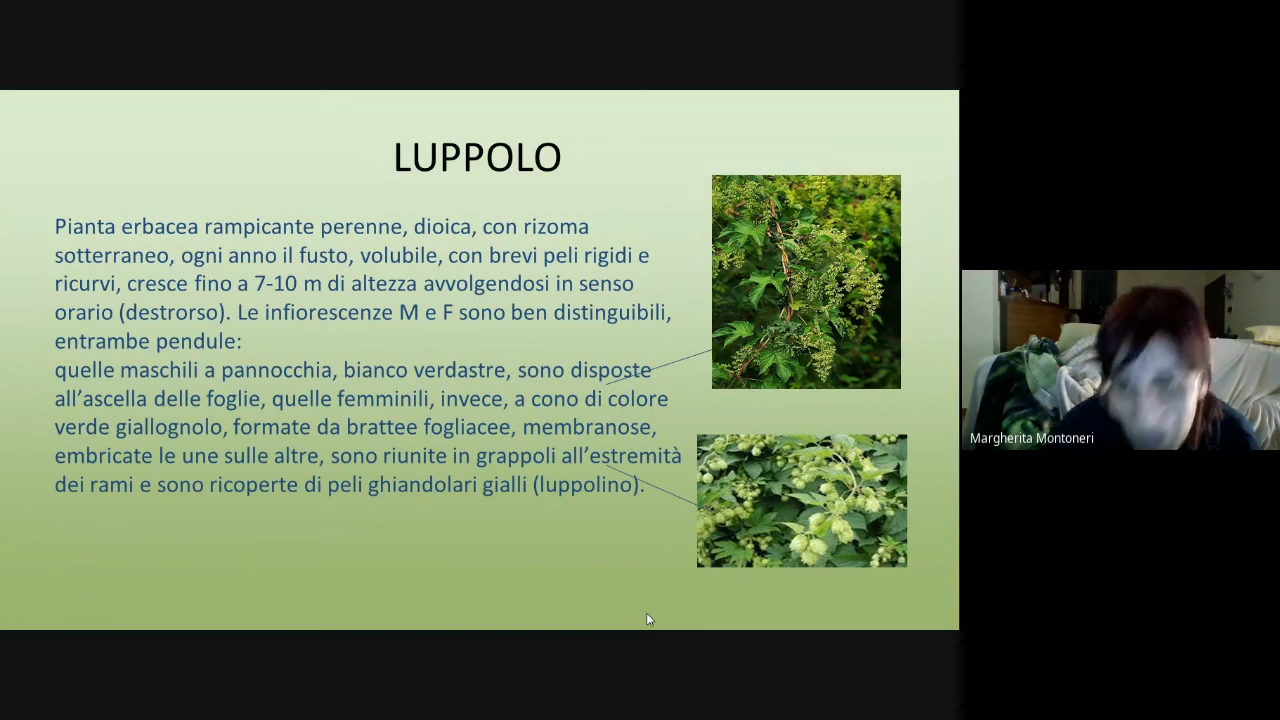 LUPPOLO
Pianta erbacea rampicante perenne, dioica, con rizoma
sotterraneo, ogni anno il fusto, volubile, con brevi peli rigidi e
ricurvi, cresce fino a 7-10 m di altezza avvolgendosi in senso
orario (destrorso). Le infiorescenze M e F sono ben distinguibili,
entrambe pendule:
quelle maschili a pannocchia, bianco verdastre, sono disposte
all’ascella delle foglie, quelle femminili, invece, a cono di colore
verde giallognolo, formate da brattee fogliacee, membranose,
embricate le une sulle altre, sono riunite in grappoli all’estremità
dei rami e sono ricoperte di peli ghiandolari gialli (luppolino).
Margherita Montoneri